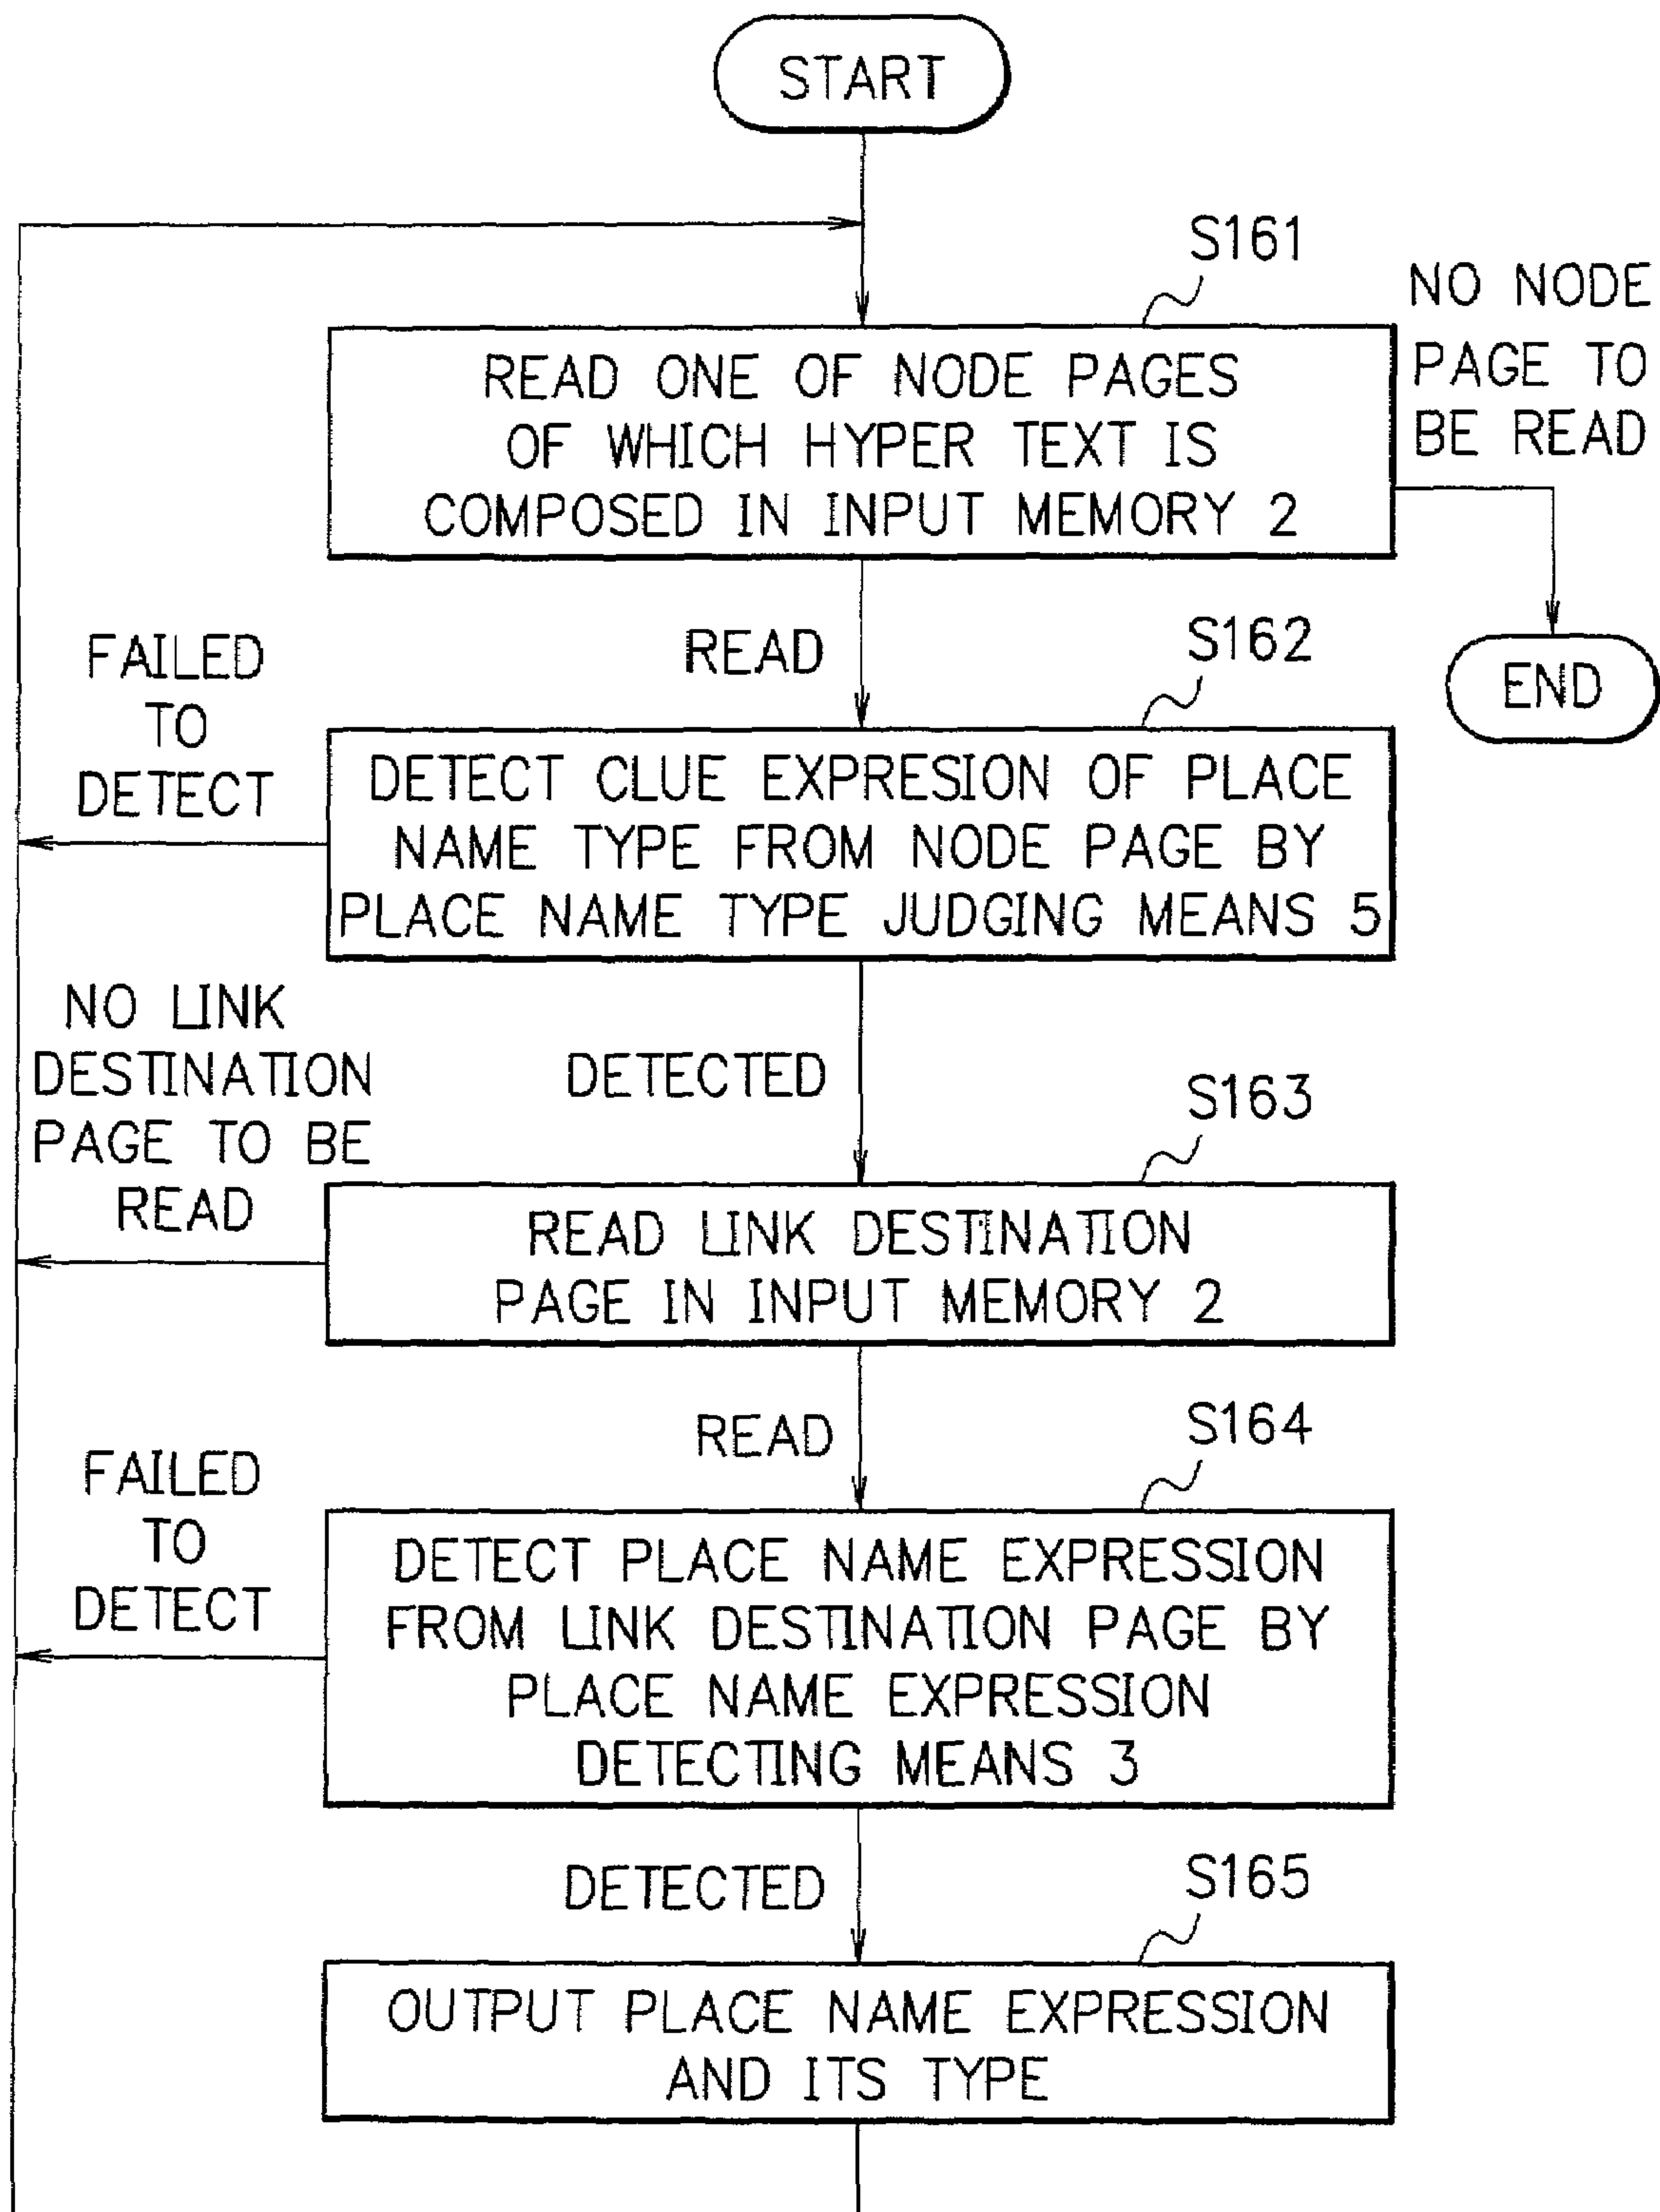 START
S161
NO NODE
PAGE TO
BE READ
READ ONE OF NODE PAGES
OF WHICH HYPER TEXT IS
COMPOSED IN INPUT MEMORY 2
READ
S162
END
FAILED
TO
DETECT
DETECT CLUE EXPRESION OF PLACE
NAME TYPE FROM NODE PAGE BY
PLACE NAME TYPE JUDGING MEANS 5
NO LINK
DESTINATION
PAGE TO BE
READ
DETECTED
S163
READ LINK DESTINATION
PAGE IN INPUT MEMORY 2
READ
S164
FAILED
TO
DETECT
DETECT PLACE NAME EXPRESSION
FROM LINK DESTINATION PAGE BY
PLACE NAME EXPRESSION
DETECTING MEANS 3
DETECTED
S165
OUTPUT PLACE NAME EXPRESSION
AND ITS TYPE